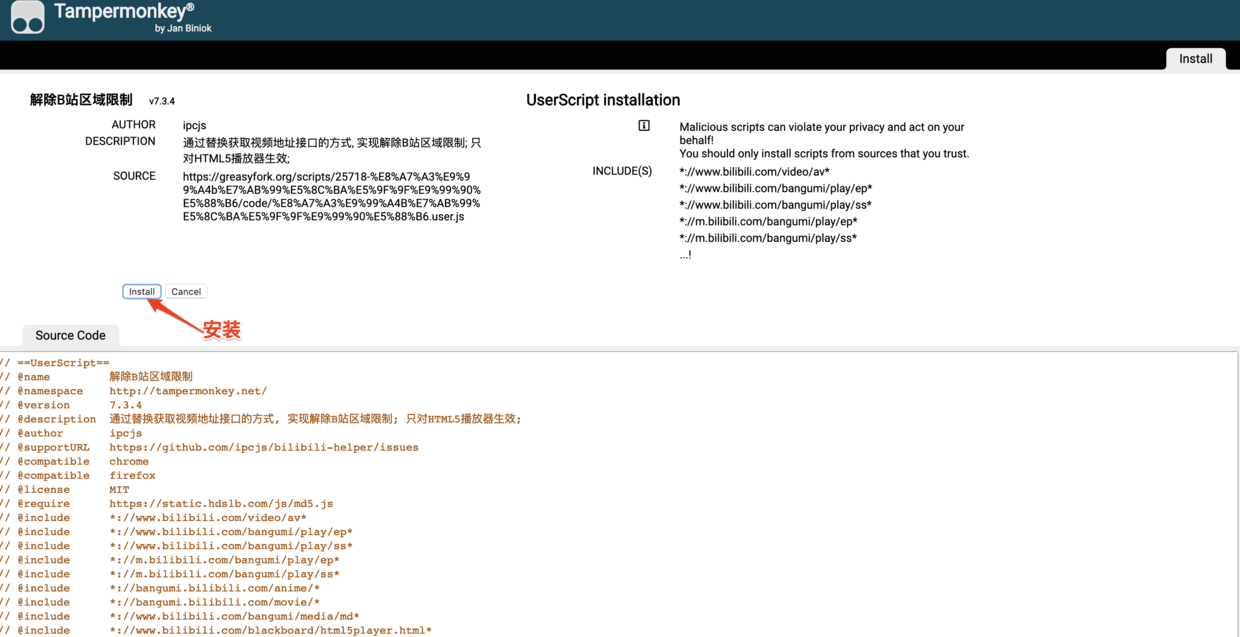 Tampermonkey®
by Jan Biniok
Install
解除B站区域限制 v7.3.4
AUTHOR ipcjs
DESCRIPTION 通过替换获取视频地址接口的方式, 实现解除B站区域限制; 只
对HTML5播放器生效;
SOURCE https://greasyfork.org/scripts/25718-%E8%A7%A3%E9%9
9%A4b%E7%AB%99%E5%8C%BA%E5%9F%9F%E9%99%90%
E5%88%B6/code/%E8%A7%A3%E9%99%A4B%E7%AB%99%
E5%8C%BA%E5%9F%9F%E9%99%90%E5%88%B6.user.js
UserScript installation
Malicious scripts can violate your privacy and act on your
behalf!
You should only install scripts from sources that you trust.
INCLUDE(S) *://www.bilibili.com/video/av*
*://www.bilibili.com/bangumi/play/ep*
*://www.bilibili.com/bangumi/play/ss*
*://m.bilibili.com/bangumi/play/ep*
*://m.bilibili.com/bangumi/play/ss*
...!
Install Cancel
安装
Source Code
// ==UserScript==
// @name 解除B站区域限制
// @namespace http://tampermonkey.net/
// @version 7.3.4
// @description 通过替换获取视频地址接口的方式, 实现解除B站区域限制; 只对HTML5播放器生效;
// @author ipcjs
// @supportURL https://github.com/ipcjs/bilibili-helper/issues
// @compatible chrome
// @compatible firefox
// @license MIT
// @require https://static.hdslb.com/js/md5.js
// @include *://www.bilibili.com/video/av*
// @include *://www.bilibili.com/bangumi/play/ep*
// @include *://www.bilibili.com/bangumi/play/ss*
// @include *://m.bilibili.com/bangumi/play/ep*
// @include *://m.bilibili.com/bangumi/play/ss*
// @include *://bangumi.bilibili.com/anime/*
// @include *://bangumi.bilibili.com/movie/*
// @include *://www.bilibili.com/bangumi/media/md*
// @include *://www.bilibili.com/blackboard/html5player.html*